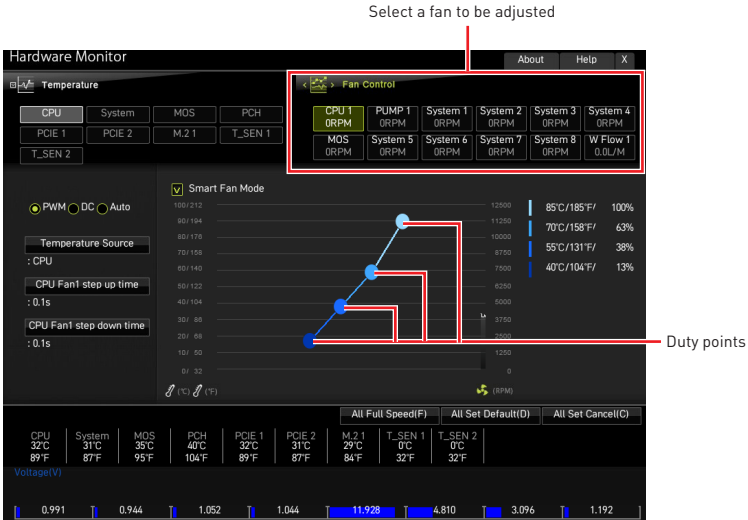 Select a fan to be adjusted
Hardware Monitor
About Help X
Temperature
Fan Control
CPU System MOS PCH
PCIE 1 PCIE 2 M.2 1 T_SEN 1
T_SEN 2
CPU 1 PUMP 1 System 1 System 2 System 3 System 4
0RPM 0RPM 0RPM 0RPM 0RPM 0RPM
MOS System 5 System 6 System 7 System 8 W Flow 1
0RPM 0RPM 0RPM 0RPM 0RPM 0.0L/M
PWM DC Auto
Temperature Source
: CPU
CPU Fan1 step up time
: 0.1s
CPU Fan1 step down time
: 0.1s
Smart Fan Mode
100/212 12500
90/194 11250
80/176 10000
70/158 8750
60/140 7500
50/122 6250
40/104 5000
30/ 86 3750
20/ 68 2500
10/ 50 1250
0/ 32 0
(°C) (°F) (RPM)
85°C/185°F/ 100%
70°C/158°F/ 63%
55°C/131°F/ 38%
40°C/104°F/ 13%
Duty points
All Full Speed(F) All Set Default(D) All Set Cancel(C)
CPU System MOS PCH PCIE 1 PCIE 2 M.2 1 T_SEN 1 T_SEN 2
32°C 31°C 35°C 40°C 32°C 31°C 29°C 0°C 0°C
89°F 87°F 95°F 104°F 89°F 87°F 84°F 32°F 32°F
Voltage(V)
0.991 0.944 1.052 1.044 11.928 4.810 3.096 1.192